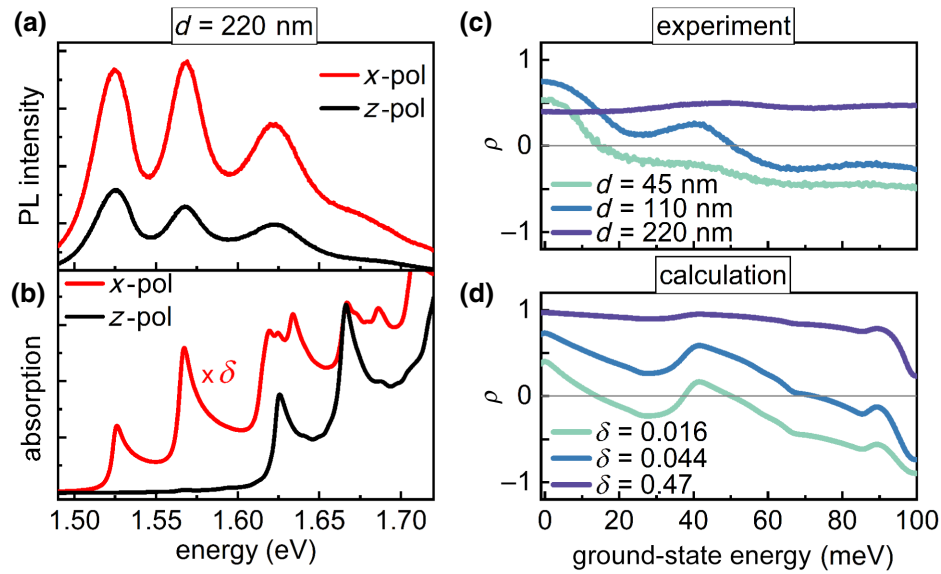 (a)
d = 220 nm
x-pol
z-pol
PL intensity
(b)
x-pol
z-pol
x δ
absorption
1.50 1.55 1.60 1.65 1.70
energy (eV)
(c)
experiment
1
0
−1
ρ
d = 45 nm
d = 110 nm
d = 220 nm
(d)
calculation
1
0
−1
ρ
δ = 0.016
δ = 0.044
δ = 0.47
0 20 40 60 80 100
ground-state energy (meV)